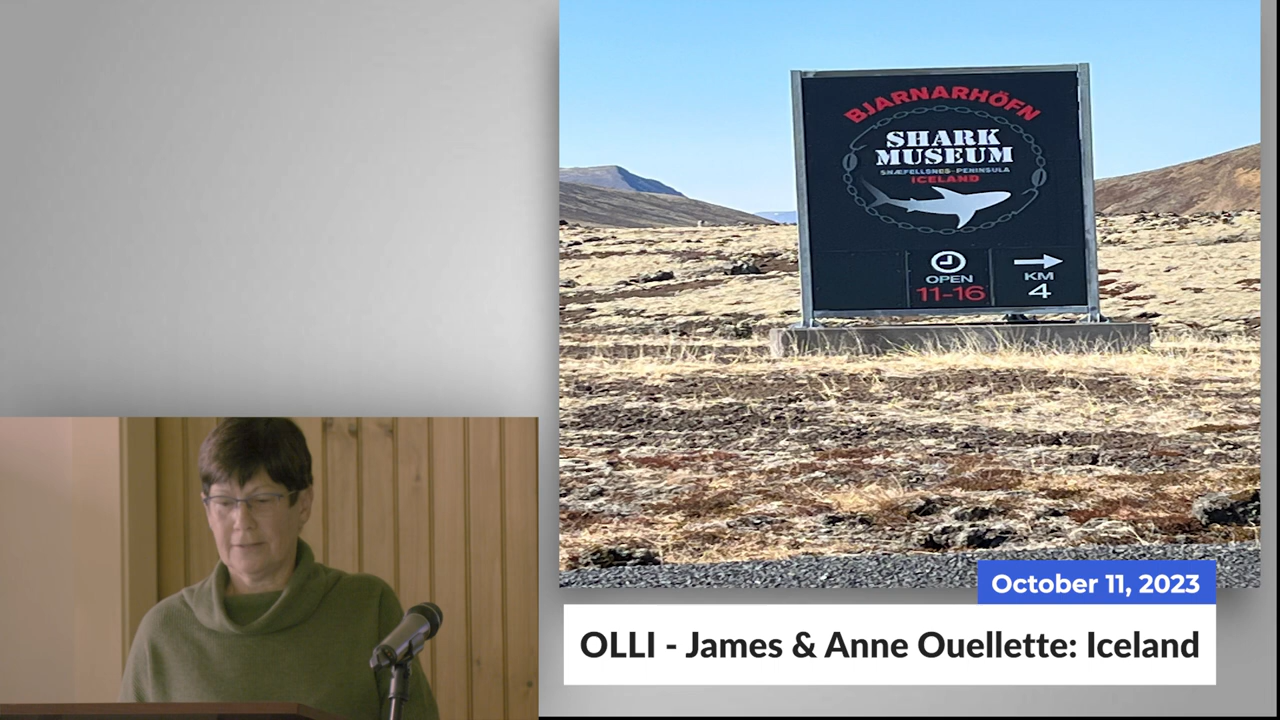 BJARNARHÖFN
SHARK
MUSEUM
SNÆFELLSNES-PENINSULA
ICELAND
OPEN
11-16
KM
4
October 11, 2023
OLLI - James & Anne Ouellette: Iceland